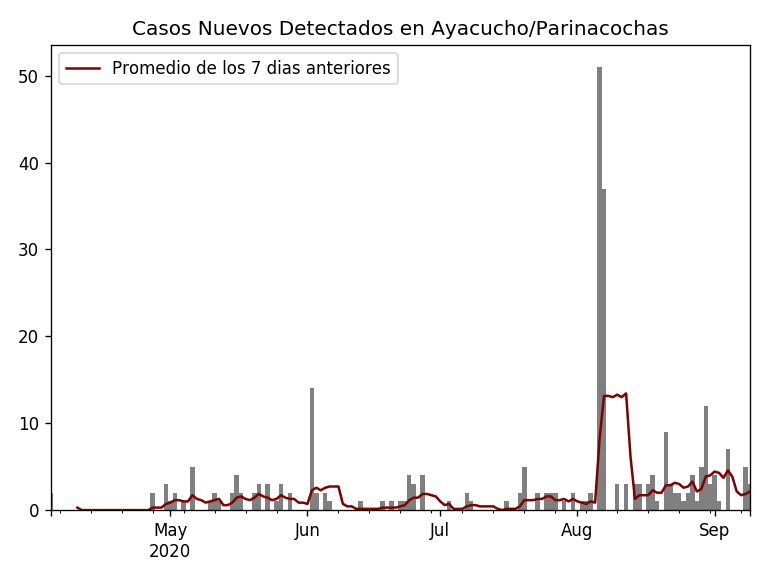 Casos Nuevos Detectados en Ayacucho/Parinacochas
Promedio de los 7 dias anteriores
50
40
30
20
10
0
May Jun Jul Aug Sep
2020